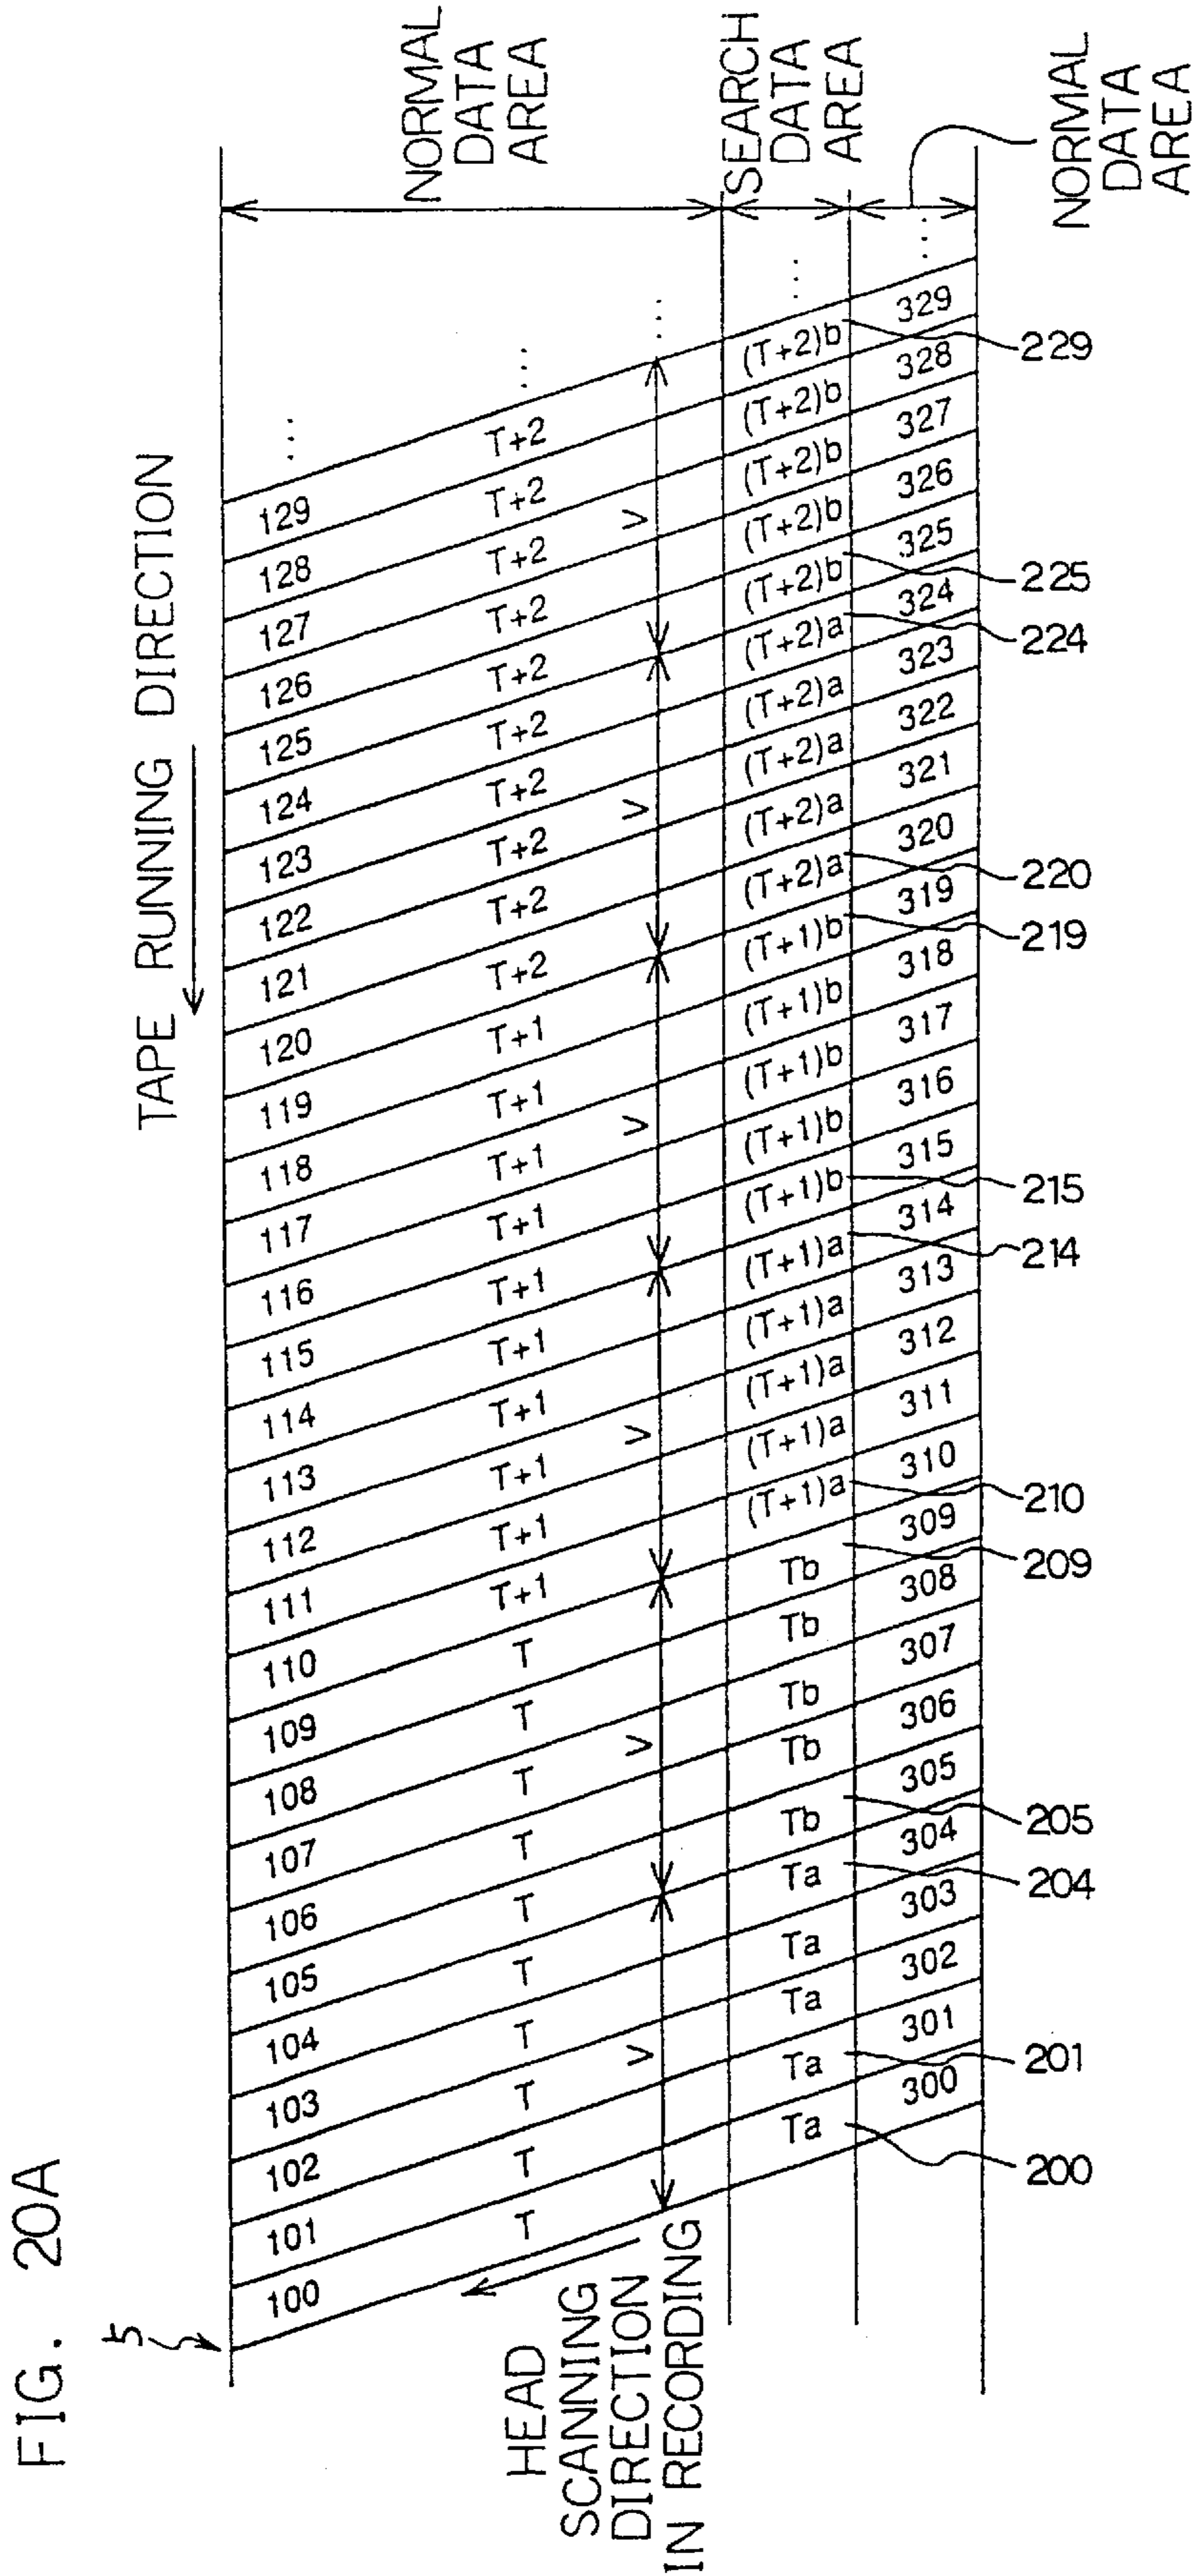 FIG. 20A
5
TAPE RUNNING DIRECTION
HEAD
SCANNING
DIRECTION
IN RECORDING
100 101 102 103 104 105 106 107 108 109 110 111 112 113 114 115 116 117 118 119 120 121 122 123 124 125 126 127 128 129 ...
T T T T T T T T T T T+1 T+1 T+1 T+1 T+1 T+1 T+1 T+1 T+1 T+1 T+2 T+2 T+2 T+2 T+2 T+2 T+2 T+2 T+2 T+2 ...
V V V V V V ...
Ta Ta Ta Ta Ta Tb Tb Tb Tb Tb (T+1)a (T+1)a (T+1)a (T+1)a (T+1)a (T+1)b (T+1)b (T+1)b (T+1)b (T+1)b (T+2)a (T+2)a (T+2)a (T+2)a (T+2)a (T+2)b (T+2)b (T+2)b (T+2)b (T+2)b ...
300 301 302 303 304 305 306 307 308 309 310 311 312 313 314 315 316 317 318 319 320 321 322 323 324 325 326 327 328 329 ...
200 201 204 205 209 210 214 215 219 220 224 225 229
NORMAL
DATA
AREA
SEARCH
DATA
AREA
NORMAL
DATA
AREA